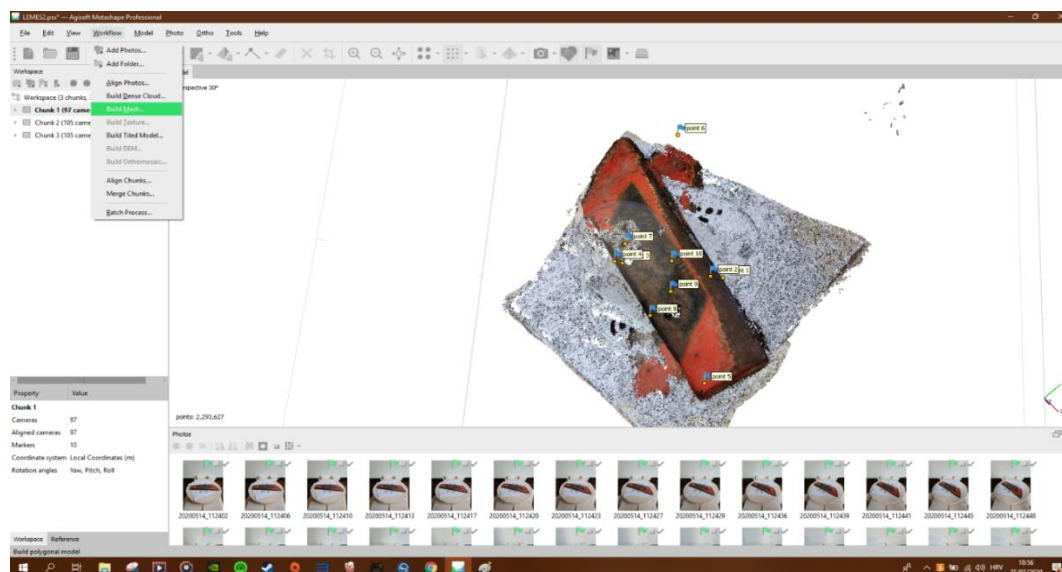 LEMES2.psx* — Agisoft Metashape Professional
File Edit View Workflow Model Photo Ortho Tools Help
Add Photos...
Add Folder...
Align Photos...
Build Dense Cloud...
Build Mesh...
Build Texture...
Build Tiled Model...
Build DEM...
Build Orthomosaic...
Align Chunks...
Merge Chunks...
Batch Process...
Workspace
Workspace (3 chunks,
Chunk 1 (97 came
Chunk 2 (105 came
Chunk 3 (105 came
erspective 30°
point 6
point 7
point 4
point 10
point 2
point 9
point 8
point 5
points: 2,293,627
Property Value
Chunk 1
Cameras 97
Aligned cameras 97
Markers 10
Coordinate system Local Coordinates (m)
Rotation angles Yaw, Pitch, Roll
Photos
20200514_112402 20200514_112406 20200514_112410 20200514_112413 20200514_112417 20200514_112420 20200514_112423 20200514_112427 20200514_112429 20200514_112436 20200514_112439 20200514_112441 20200514_112445 20200514_112448
Workspace Reference
Build polygonal model
HRV 18:56